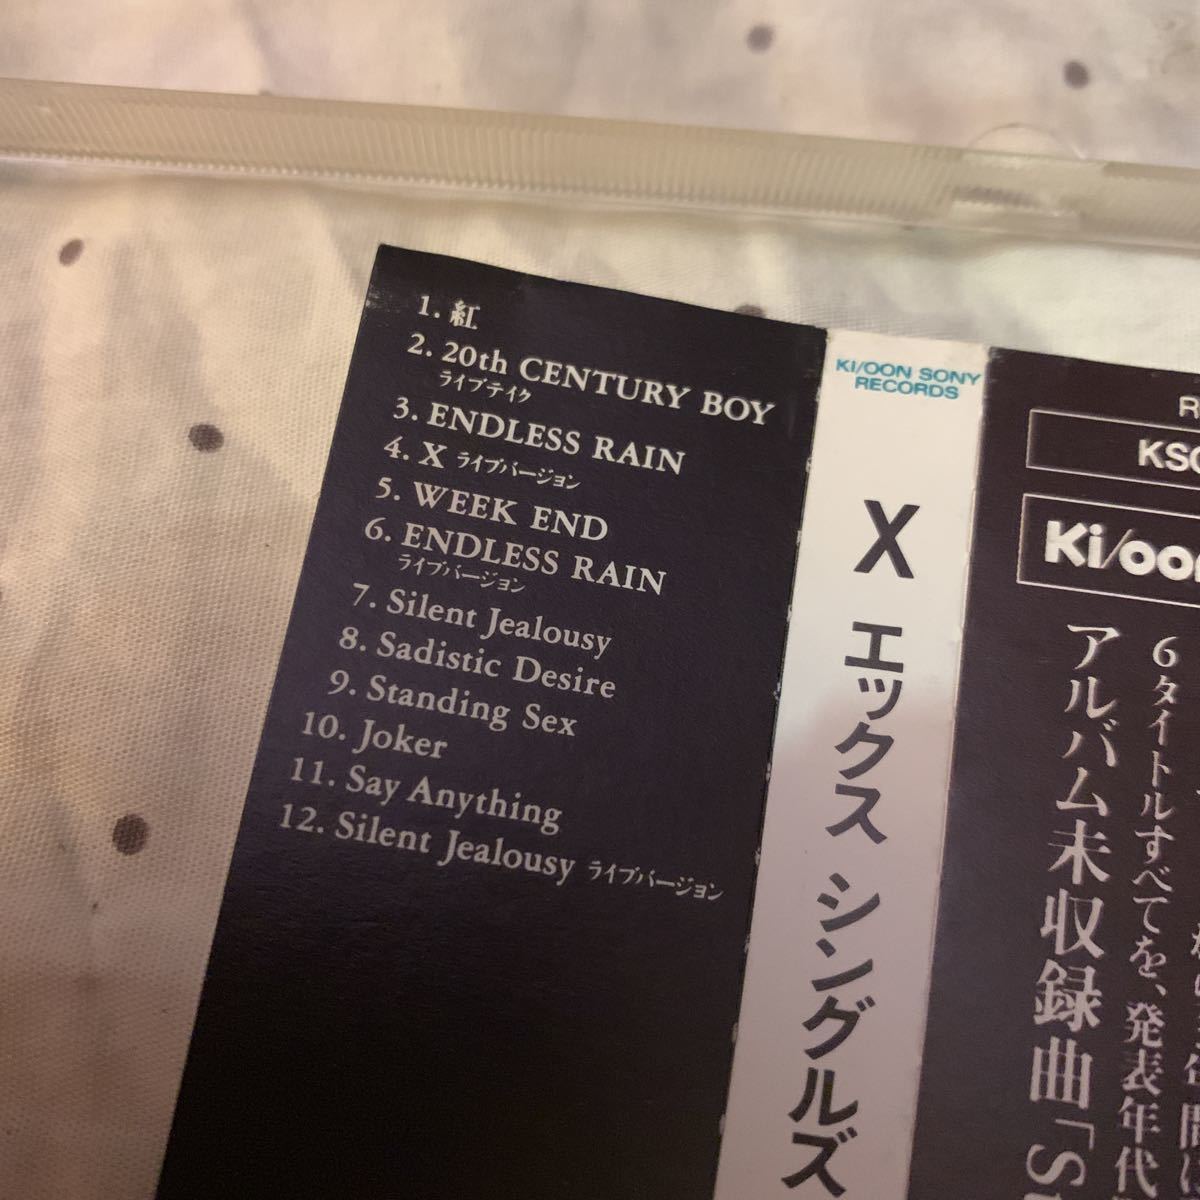 1. 紅
2. 20th CENTURY BOY
ライブテイク
3. ENDLESS RAIN
4. X ライブバージョン
5. WEEK END
6. ENDLESS RAIN
ライブバージョン
7. Silent Jealousy
8. Sadistic Desire
9. Standing Sex
10. Joker
11. Say Anything
12. Silent Jealousy ライブバージョン
KI/OON SONY
RECORDS
X エックス シングルズ
KSC
Ki/oon
6タイトルすべてを、発表年代
アルバム未収録曲「S